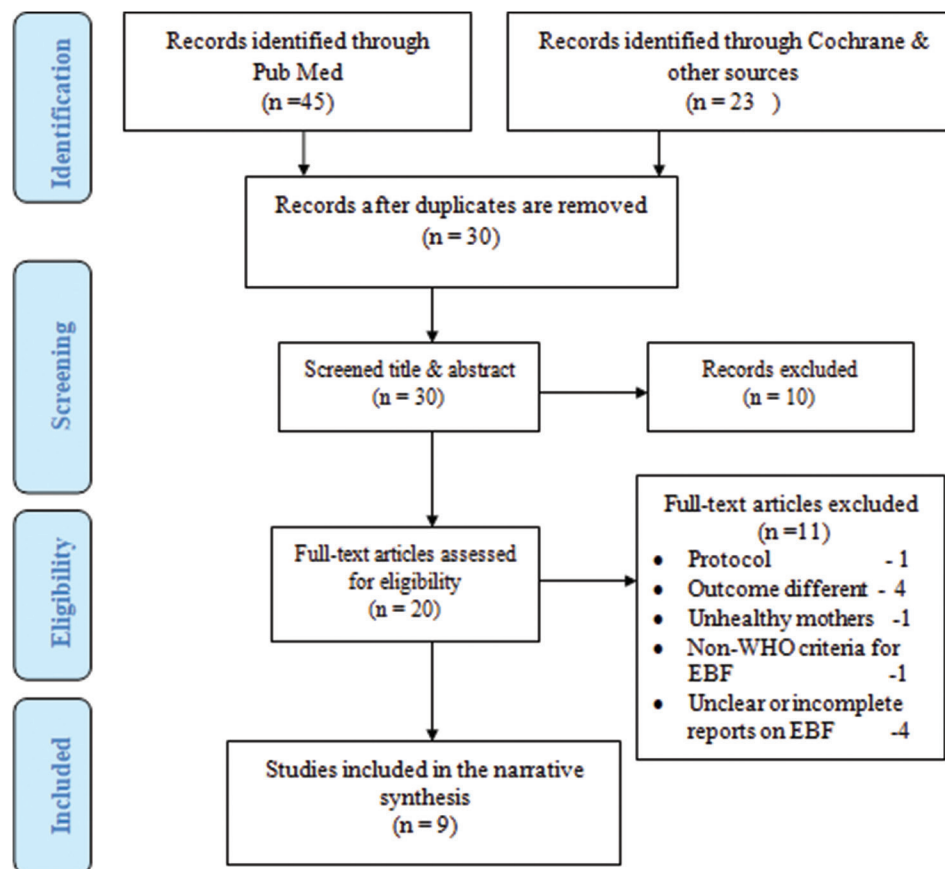 Identification
Records identified through
Pub Med
(n =45)
Records identified through Cochrane &
other sources
(n = 23 )
Records after duplicates are removed
(n = 30)
Screening
Screened title & abstract
(n = 30)
Records excluded
(n = 10)
Eligibility
Full-text articles assessed
for eligibility
(n = 20)
Full-text articles excluded
(n =11)
• Protocol - 1
• Outcome different - 4
• Unhealthy mothers -1
• Non-WHO criteria for
EBF -1
• Unclear or incomplete
reports on EBF -4
Included
Studies included in the narrative
synthesis
(n = 9)